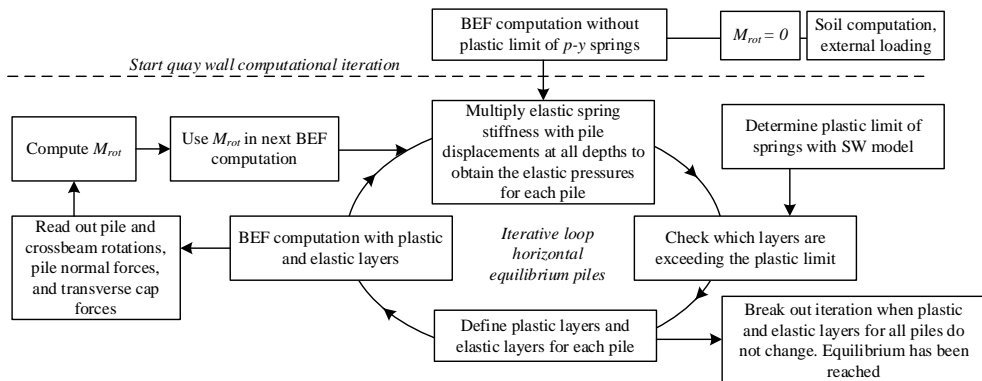 BEF computation without
plastic limit of p-y springs
M_rot = 0
Soil computation,
external loading
Start quay wall computational iteration
Multiply elastic spring
stiffness with pile
displacements at all depths to
obtain the elastic pressures
for each pile
Determine plastic limit of
springs with SW model
Compute M_rot
Use M_rot in next BEF
computation
Read out pile and
crossbeam rotations,
pile normal forces,
and transverse cap
forces
BEF computation with plastic
and elastic layers
Iterative loop
horizontal
equilibrium piles
Check which layers are
exceeding the plastic limit
Define plastic layers and
elastic layers for each pile
Break out iteration when plastic
and elastic layers for all piles do
not change. Equilibrium has been
reached